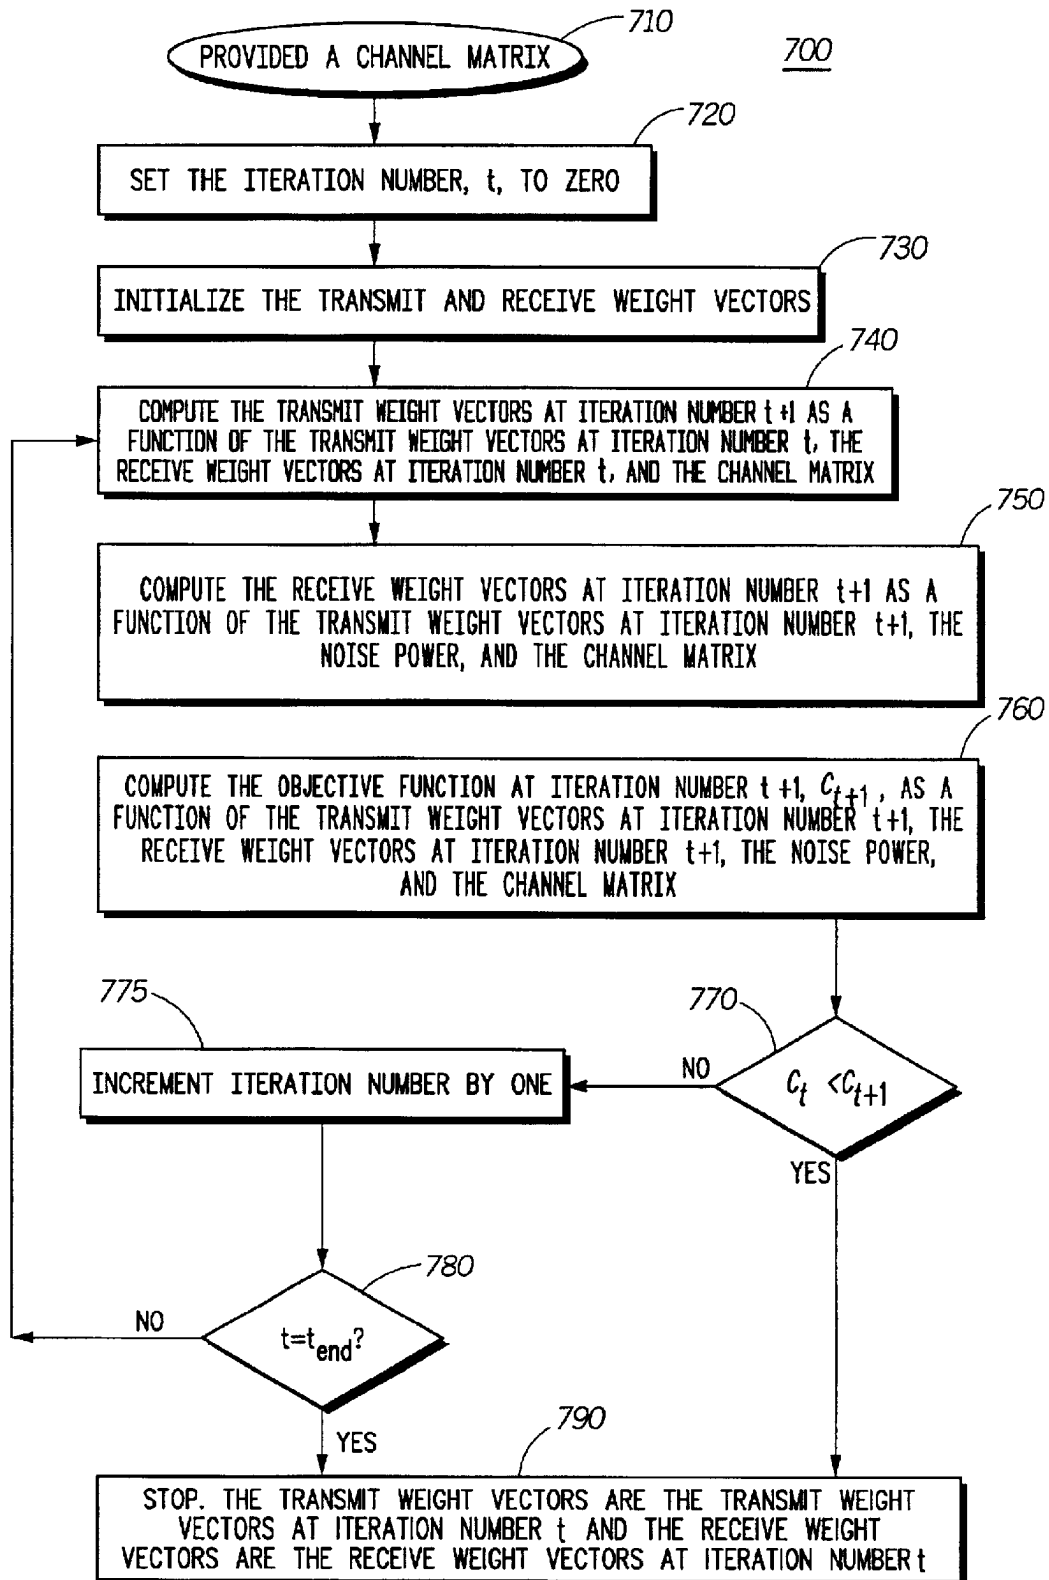 710
PROVIDED A CHANNEL MATRIX
700
720
SET THE ITERATION NUMBER, t, TO ZERO
730
INITIALIZE THE TRANSMIT AND RECEIVE WEIGHT VECTORS
740
COMPUTE THE TRANSMIT WEIGHT VECTORS AT ITERATION NUMBER t+1 AS A
FUNCTION OF THE TRANSMIT WEIGHT VECTORS AT ITERATION NUMBER t, THE
RECEIVE WEIGHT VECTORS AT ITERATION NUMBER t, AND THE CHANNEL MATRIX
750
COMPUTE THE RECEIVE WEIGHT VECTORS AT ITERATION NUMBER t+1 AS A
FUNCTION OF THE TRANSMIT WEIGHT VECTORS AT ITERATION NUMBER t+1, THE
NOISE POWER, AND THE CHANNEL MATRIX
760
COMPUTE THE OBJECTIVE FUNCTION AT ITERATION NUMBER t+1, C_{t+1}, AS A
FUNCTION OF THE TRANSMIT WEIGHT VECTORS AT ITERATION NUMBER t+1, THE
RECEIVE WEIGHT VECTORS AT ITERATION NUMBER t+1, THE NOISE POWER,
AND THE CHANNEL MATRIX
775
770
INCREMENT ITERATION NUMBER BY ONE
NO
C_t <C_{t+1}
YES
780
NO
t=t_{end}?
YES
790
STOP. THE TRANSMIT WEIGHT VECTORS ARE THE TRANSMIT WEIGHT
VECTORS AT ITERATION NUMBER t AND THE RECEIVE WEIGHT
VECTORS ARE THE RECEIVE WEIGHT VECTORS AT ITERATION NUMBER t